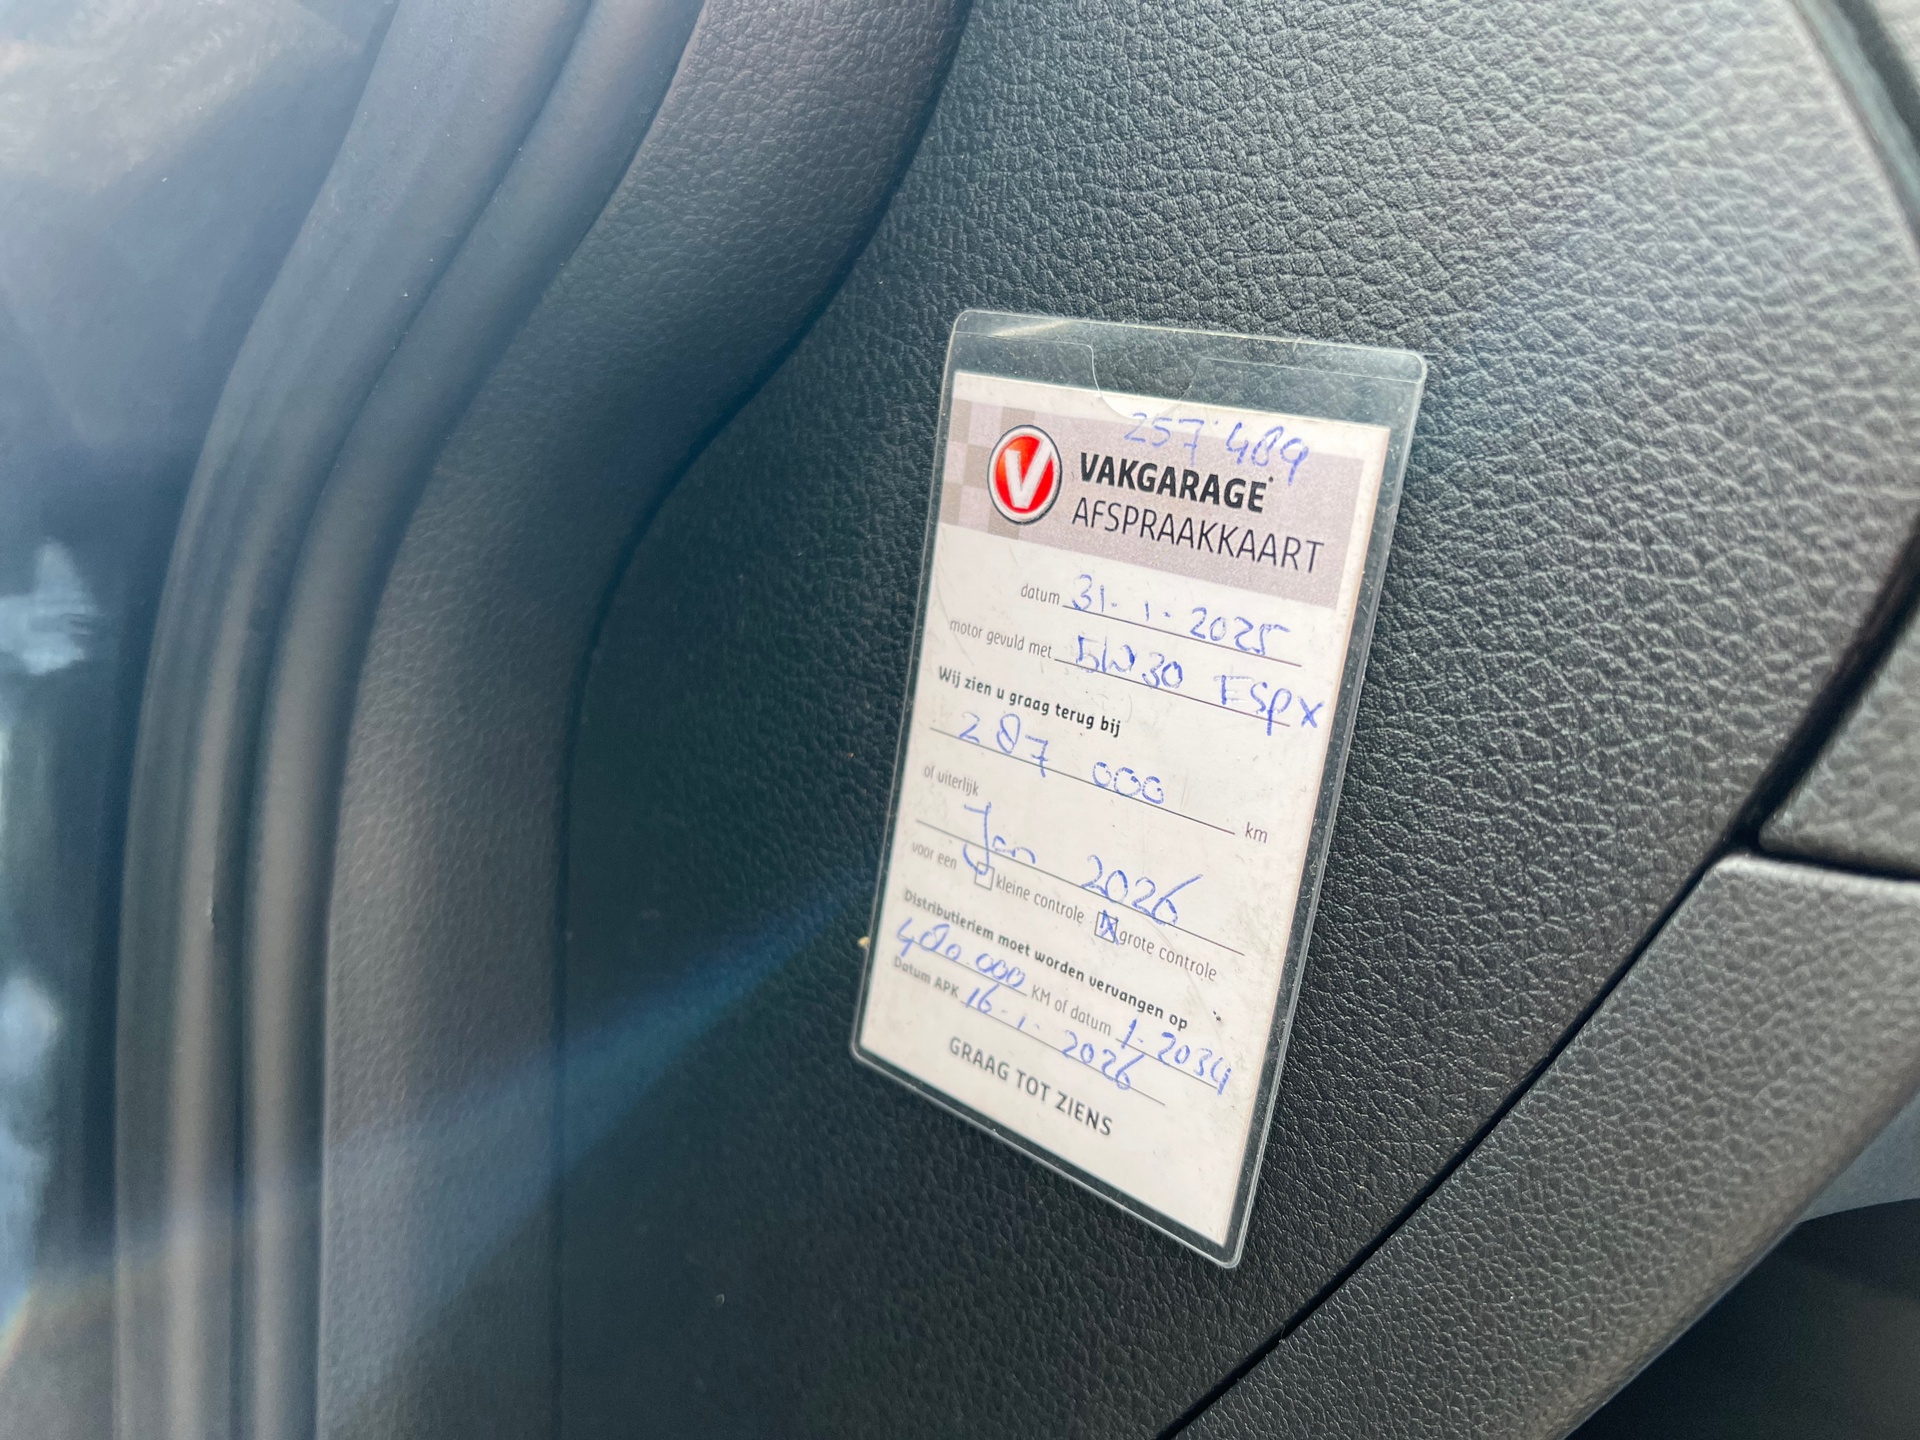 257.489
V
VAKGARAGE
AFSPRAAKKAART
datum 31-1-2025
motor gevuld met 5W30 ESPX
Wij zien u graag terug bij
287 000 km
of uiterlijk
Jan 2026
voor een kleine controle grote controle
Distributieriem moet worden vervangen op
480.000 KM of datum 1-2034
Datum APK 16-1-2026
GRAAG TOT ZIENS